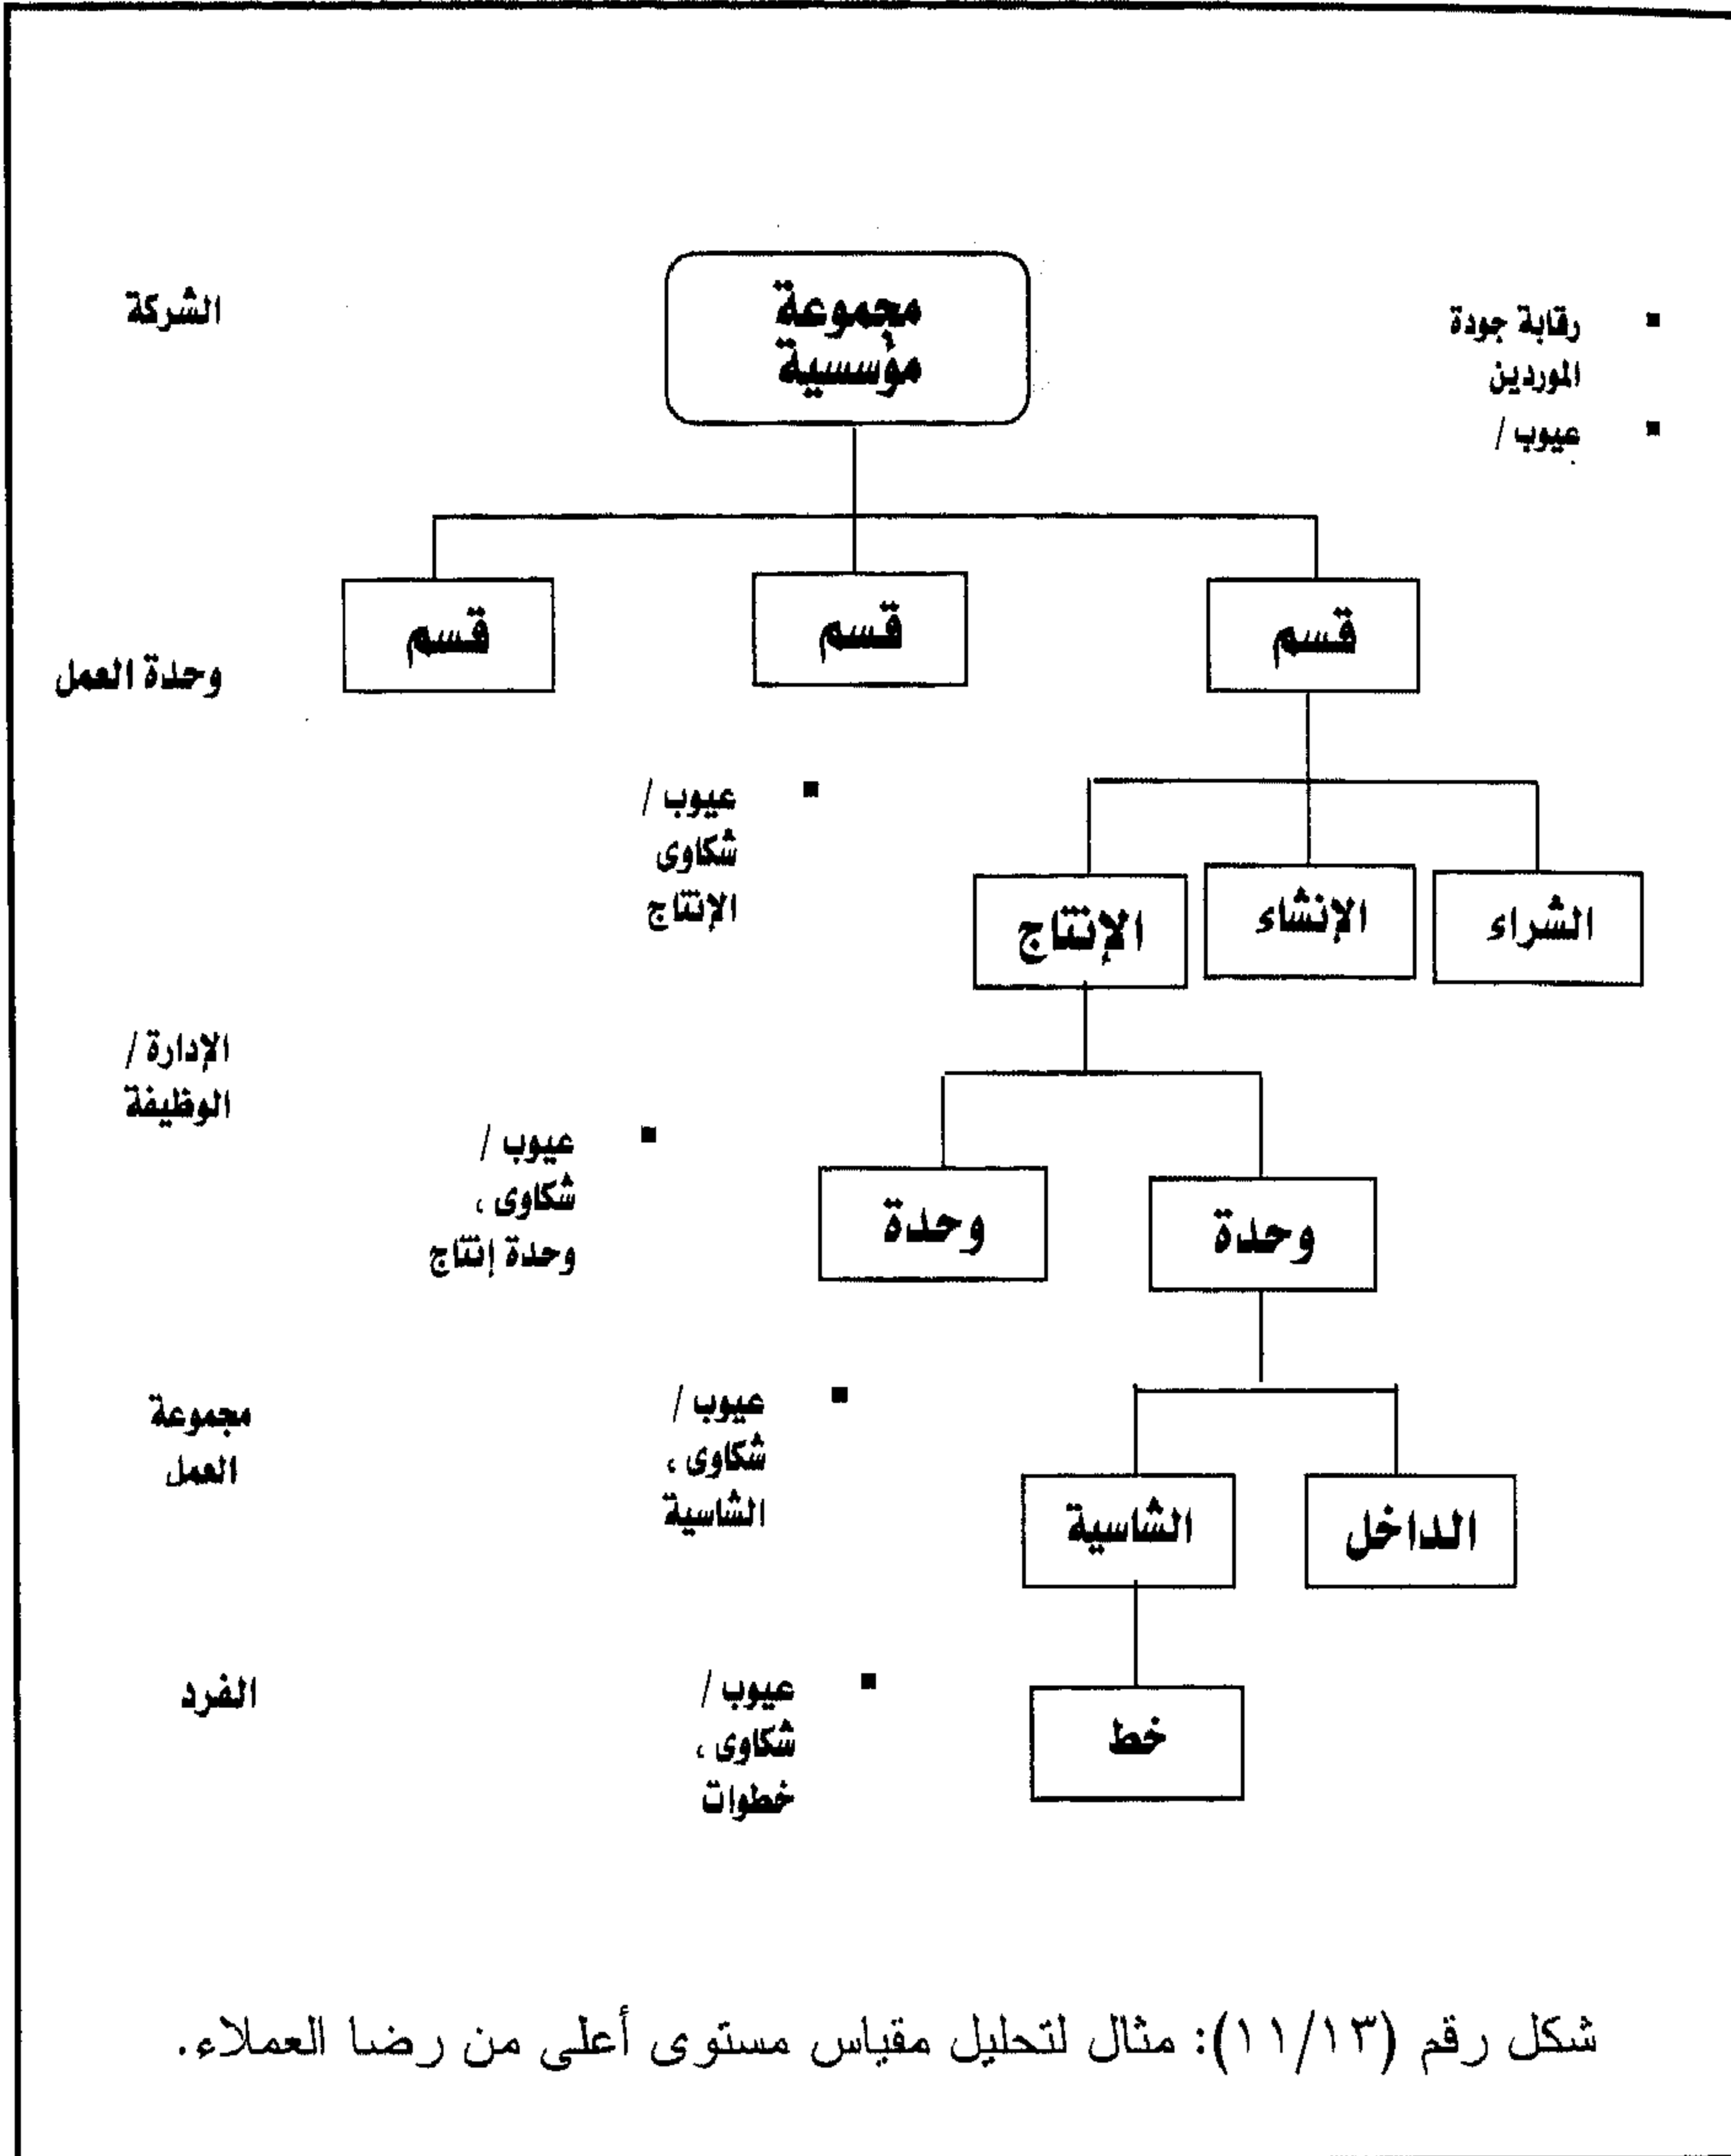 رقابة جودة
الموردين
عيوب /
مجموعة
مؤسسية
الشركة
قسم
قسم
قسم
وحدة العمل
عيوب /
شكاوى
الإنتاج
الشراء
الإنشاء
الإنتاج
الإدارة /
الوظيفة
عيوب /
شكاوى ،
وحدة إنتاج
وحدة
وحدة
عيوب /
شكاوى ،
الشاسية
مجموعة
العمل
الداخل
الشاسية
عيوب /
شكاوى ،
خطوات
الفرد
خط
شكل رقم (١١/١٣): مثال لتحليل مقياس مستوى أعلى من رضا العملاء.